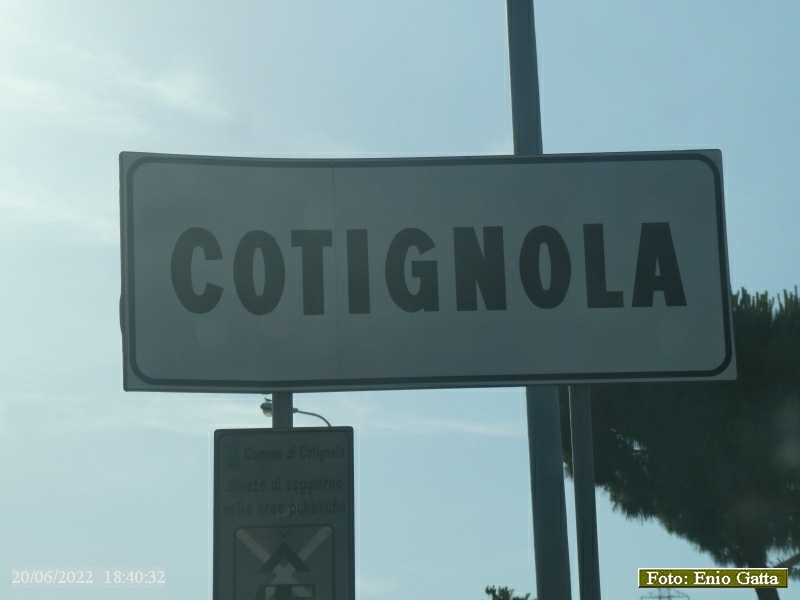 COTIGNOLA
Comune di Cotignola
divieto di soggiorno
nelle aree pubbliche
20/06/2022 18:40:32
Foto: Enio Gatta